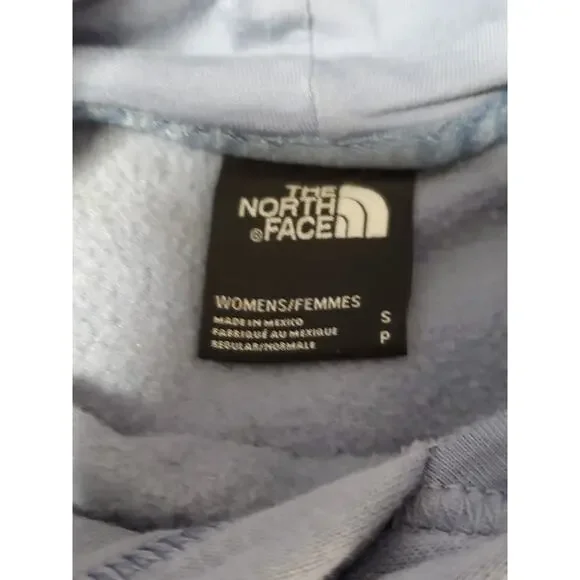 THE
NORTH
®FACE
WOMENS/FEMMES
MADE IN MEXICO
FABRIQUÉ AU MEXIQUE
REGULAR/NORMALE
S
P